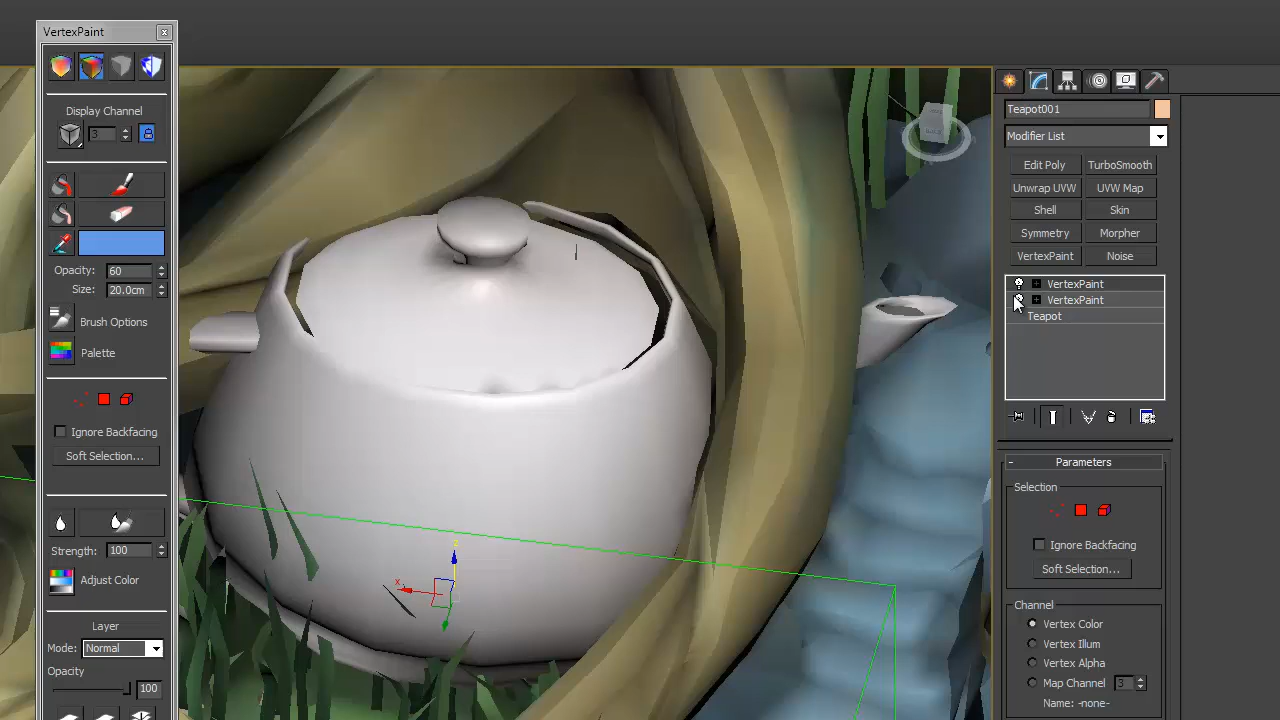 VertexPaint
Display Channel
3
Opacity: 60
Size: 20.0cm
Brush Options
Palette
Ignore Backfacing
Soft Selection...
Strength: 100
Adjust Color
Layer
Mode: Normal
Opacity
100
x
z
Teapot001
Modifier List
Edit Poly TurboSmooth
Unwrap UVW UVW Map
Shell Skin
Symmetry Morpher
VertexPaint Noise
VertexPaint
VertexPaint
Teapot
- Parameters
Selection
Ignore Backfacing
Soft Selection...
Channel
Vertex Color
Vertex Illum
Vertex Alpha
Map Channel 3
Name: -none-